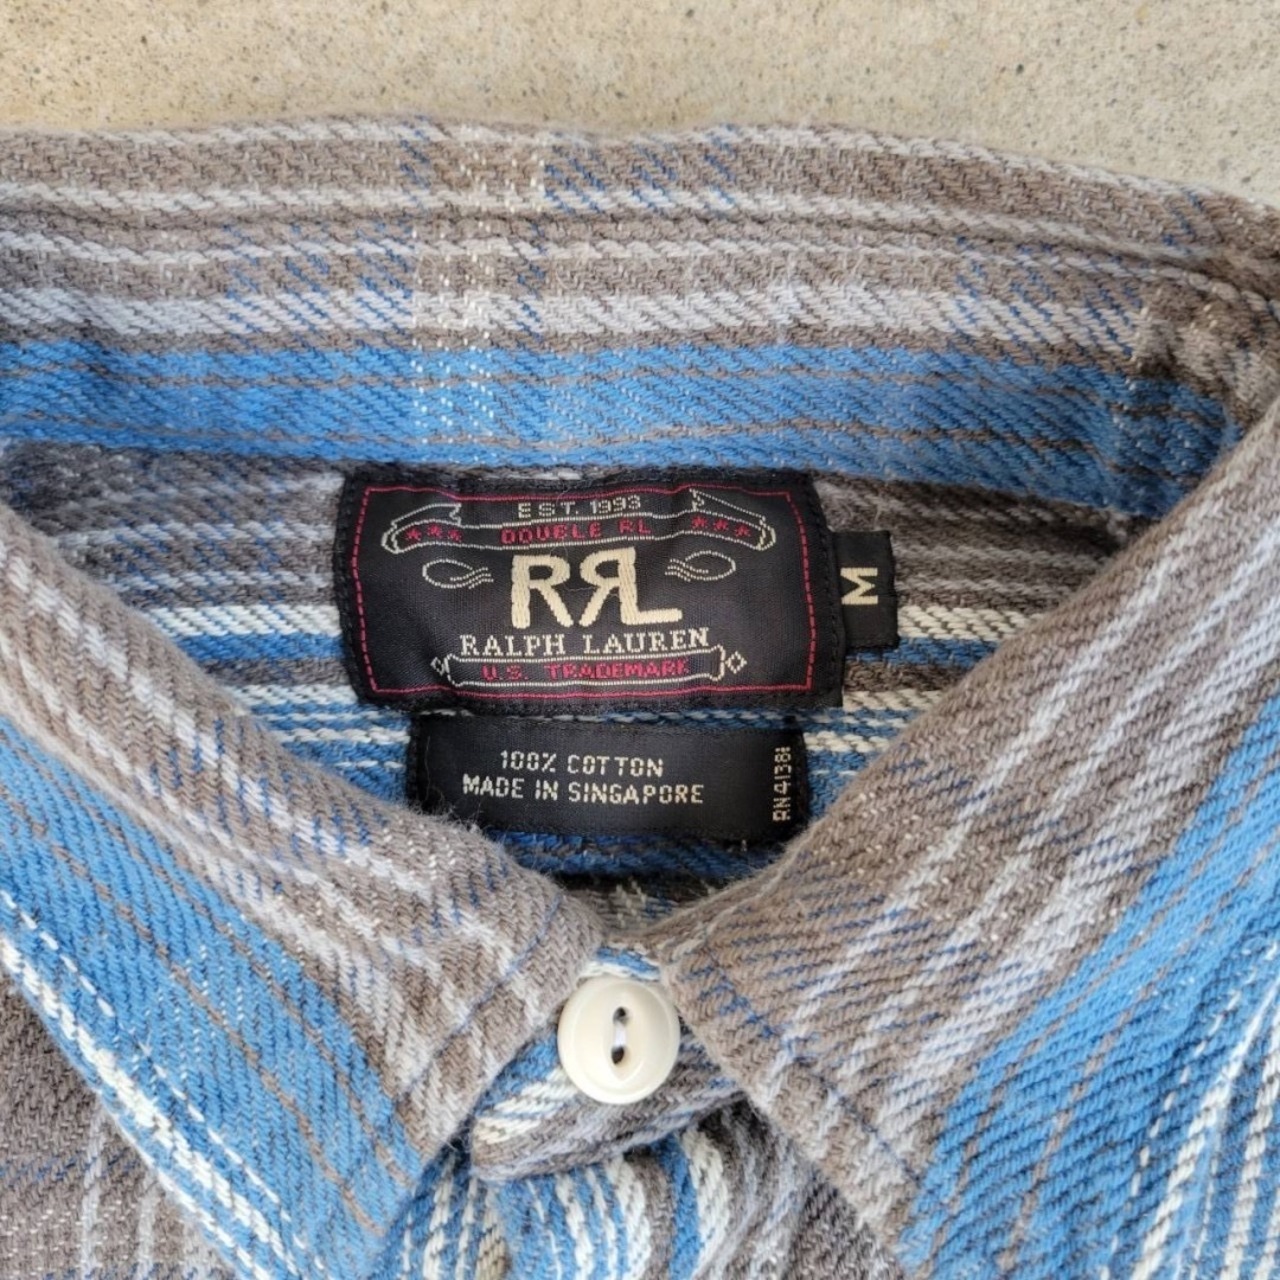 EST. 1993
*** DOUBLE RL ***
RRL
RALPH LAUREN
U.S. TRADEMARK
M
100% COTTON
MADE IN SINGAPORE
RN41381